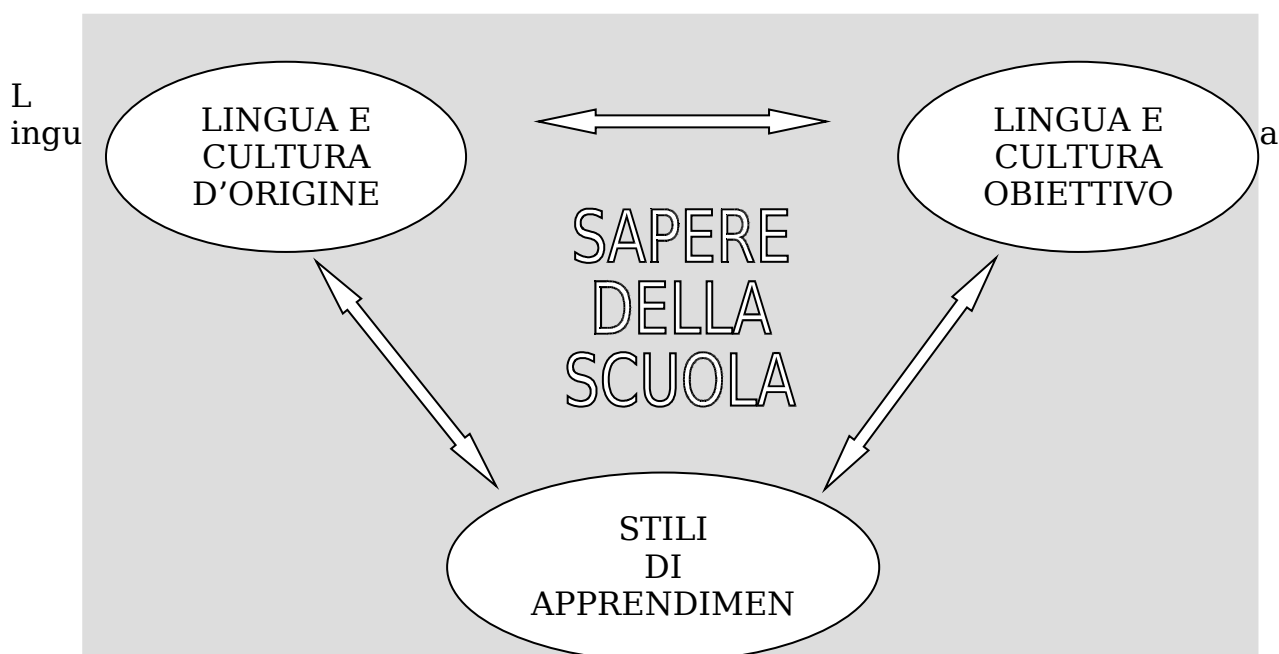 L
ingu
a
LINGUA E
CULTURA
D’ORIGINE
LINGUA E
CULTURA
OBIETTIVO
SAPERE
DELLA
SCUOLA
STILI
DI
APPRENDIMEN